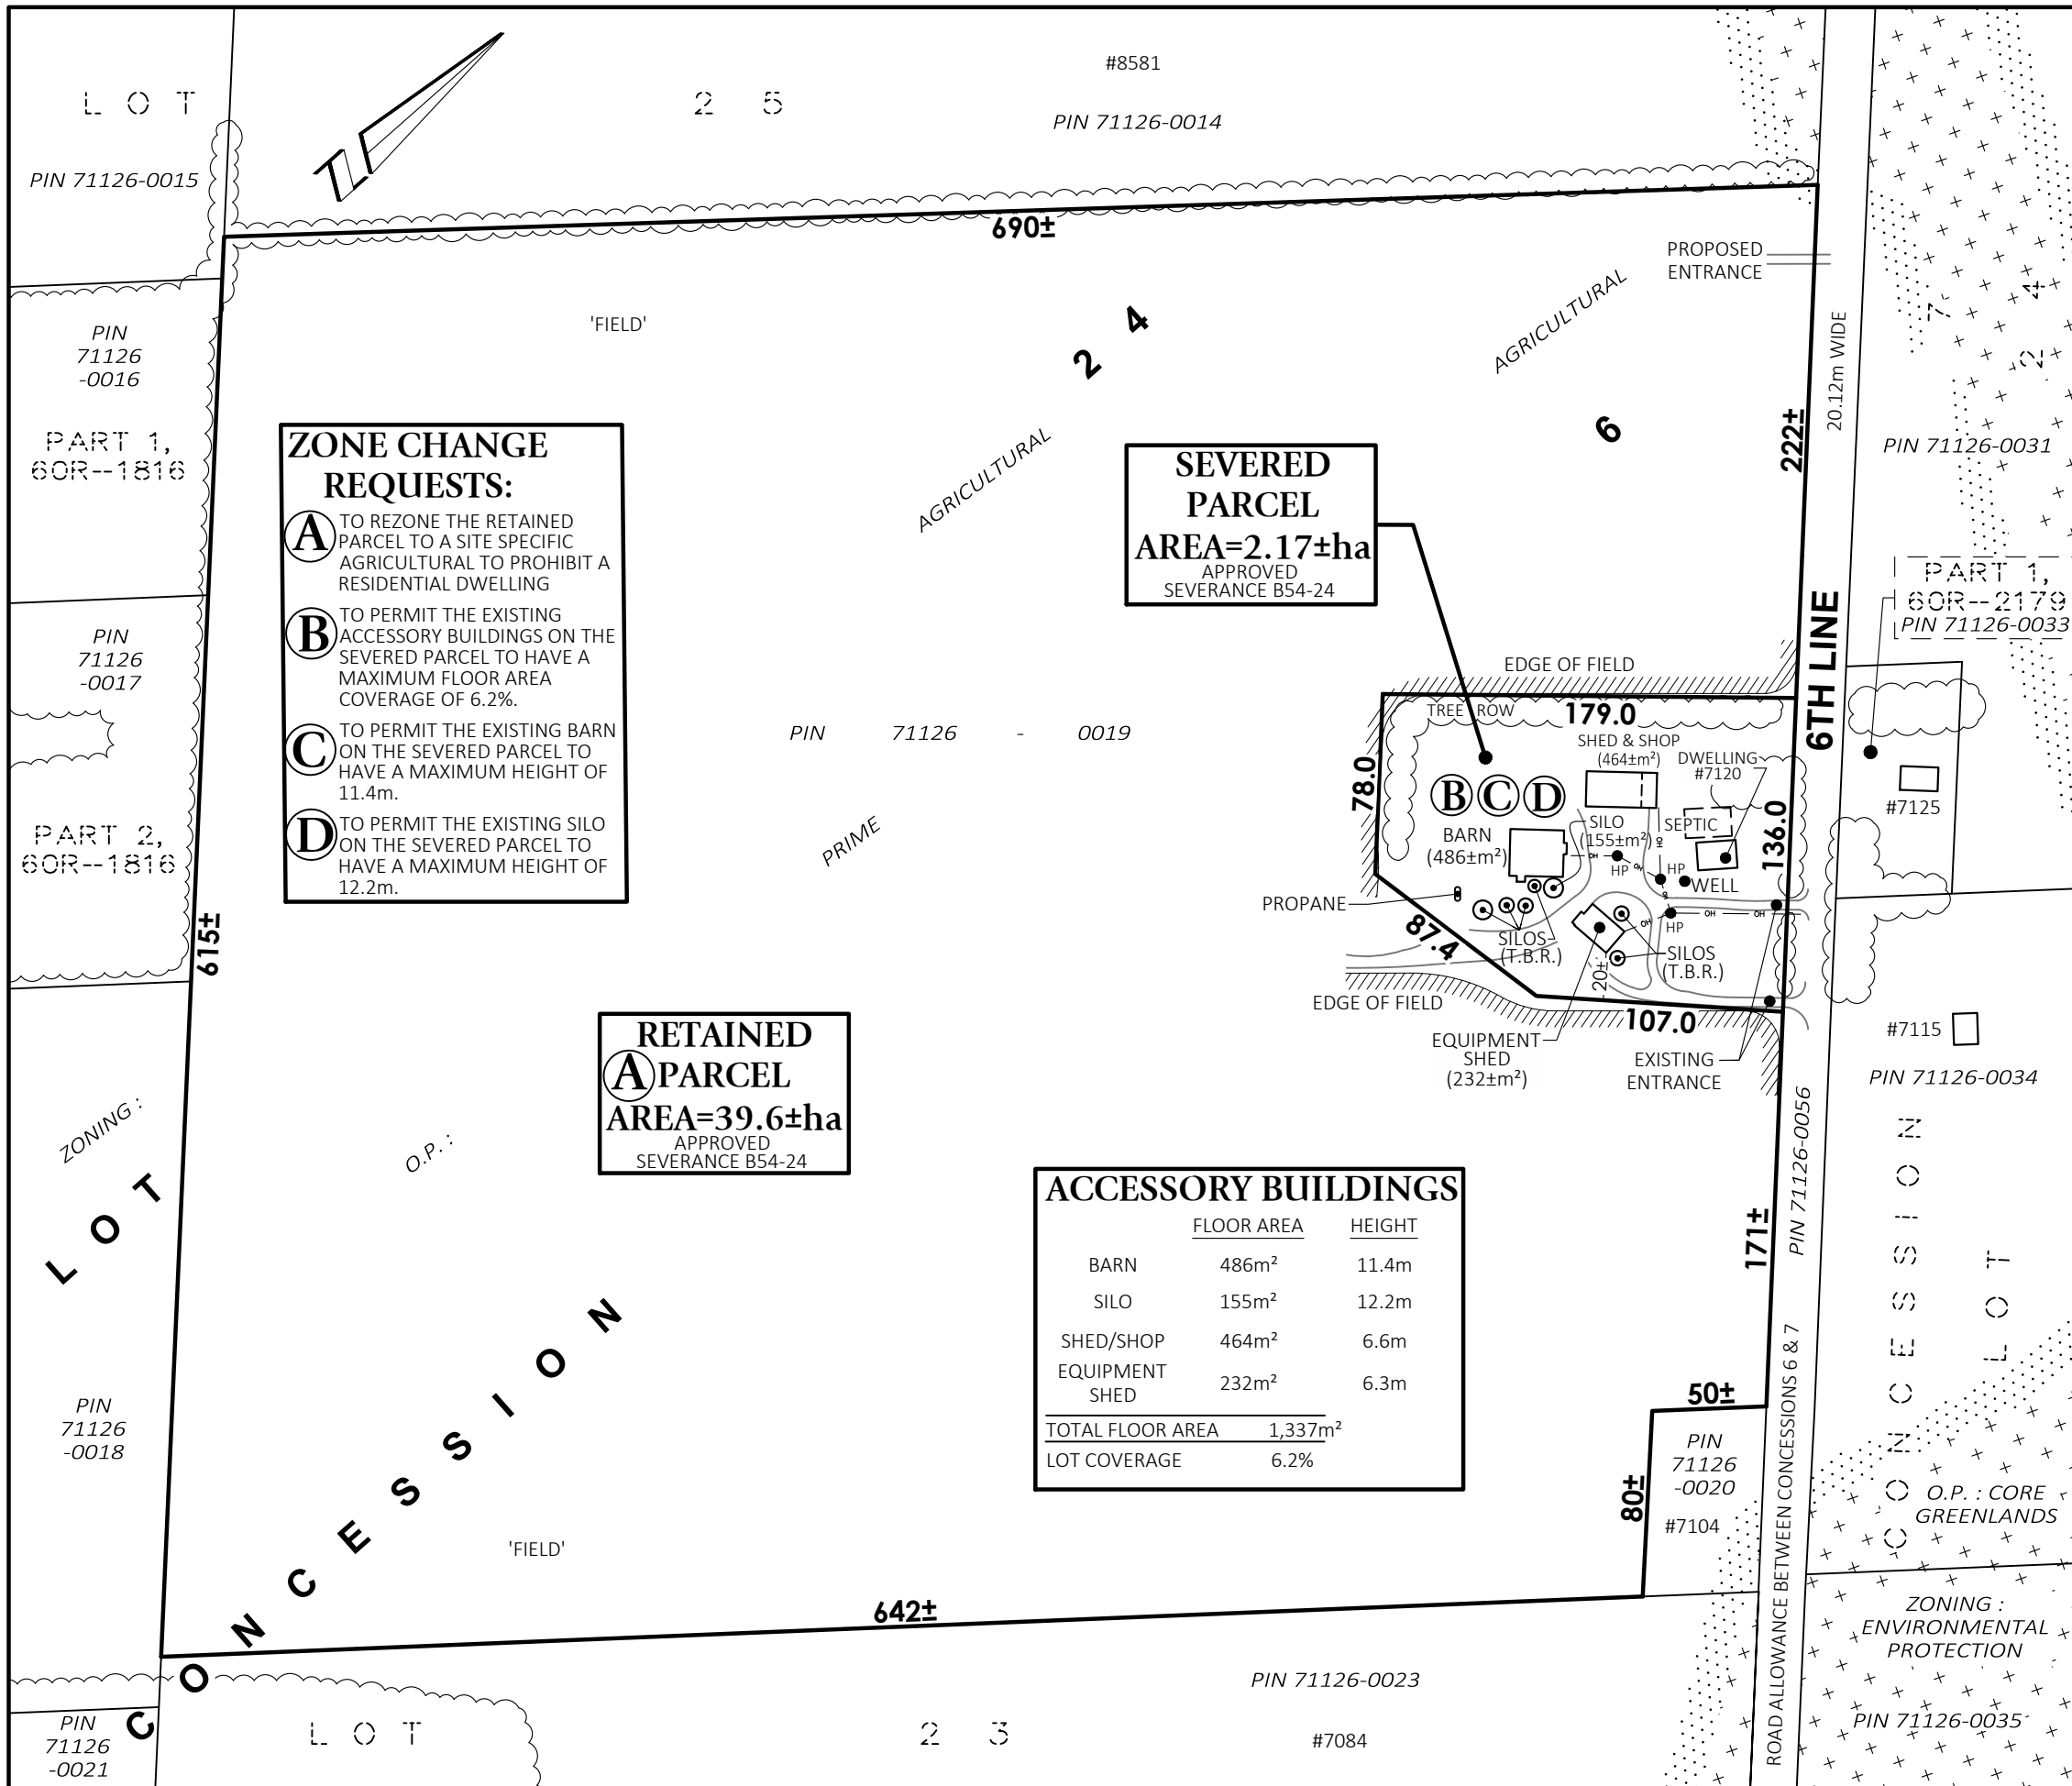 #8581
LOT
25
PIN 71126-0014
PIN 71126-0015
690±
PROPOSED
ENTRANCE
'FIELD'
24
AGRICULTURAL
7
24
20.12m WIDE
PIN
71126
-0016
PART 1,
60R--1816
AGRICULTURAL
6
222±
PIN 71126-0031
ZONE CHANGE
REQUESTS:
A TO REZONE THE RETAINED
PARCEL TO A SITE SPECIFIC
AGRICULTURAL TO PROHIBIT A
RESIDENTIAL DWELLING
B TO PERMIT THE EXISTING
ACCESSORY BUILDINGS ON THE
SEVERED PARCEL TO HAVE A
MAXIMUM FLOOR AREA
COVERAGE OF 6.2%.
C TO PERMIT THE EXISTING BARN
ON THE SEVERED PARCEL TO
HAVE A MAXIMUM HEIGHT OF
11.4m.
D TO PERMIT THE EXISTING SILO
ON THE SEVERED PARCEL TO
HAVE A MAXIMUM HEIGHT OF
12.2m.
SEVERED
PARCEL
AREA=2.17±ha
APPROVED
SEVERANCE B54-24
PART 1,
60R--2179
PIN 71126-0033
6TH LINE
PIN
71126
-0017
PART 2,
60R--1816
PIN 71126 - 0019
PRIME
EDGE OF FIELD
TREE ROW
179.0
78.0
SHED & SHOP
(464±m²)
DWELLING
#7120
B C D
BARN
(486±m²)
SILO
(155±m²)
SEPTIC
136.0
#7125
OH
OH
HP
HP
WELL
PROPANE
87.4
SILOS
(T.B.R.)
OH
HP
OH
OH
SILOS
(T.B.R.)
20±
EDGE OF FIELD
107.0
EQUIPMENT
SHED
(232±m²)
EXISTING
ENTRANCE
#7115
PIN 71126-0034
615±
RETAINED
A PARCEL
AREA=39.6±ha
APPROVED
SEVERANCE B54-24
ZONING :
O.P. :
LOT
CONCESSION
PIN 71126-0056
171±
CONCESSION
LOT
ACCESSORY BUILDINGS
FLOOR AREA HEIGHT
BARN 486m² 11.4m
SILO 155m² 12.2m
SHED/SHOP 464m² 6.6m
EQUIPMENT
SHED 232m² 6.3m
TOTAL FLOOR AREA 1,337m²
LOT COVERAGE 6.2%
ROAD ALLOWANCE BETWEEN CONCESSIONS 6 & 7
50±
80±
PIN
71126
-0020
#7104
O.P. : CORE
GREENLANDS
PIN
71126
-0018
'FIELD'
642±
ZONING :
ENVIRONMENTAL
PROTECTION
PIN 71126-0035
PIN 71126-0023
PIN
71126
-0021
LOT
23
#7084